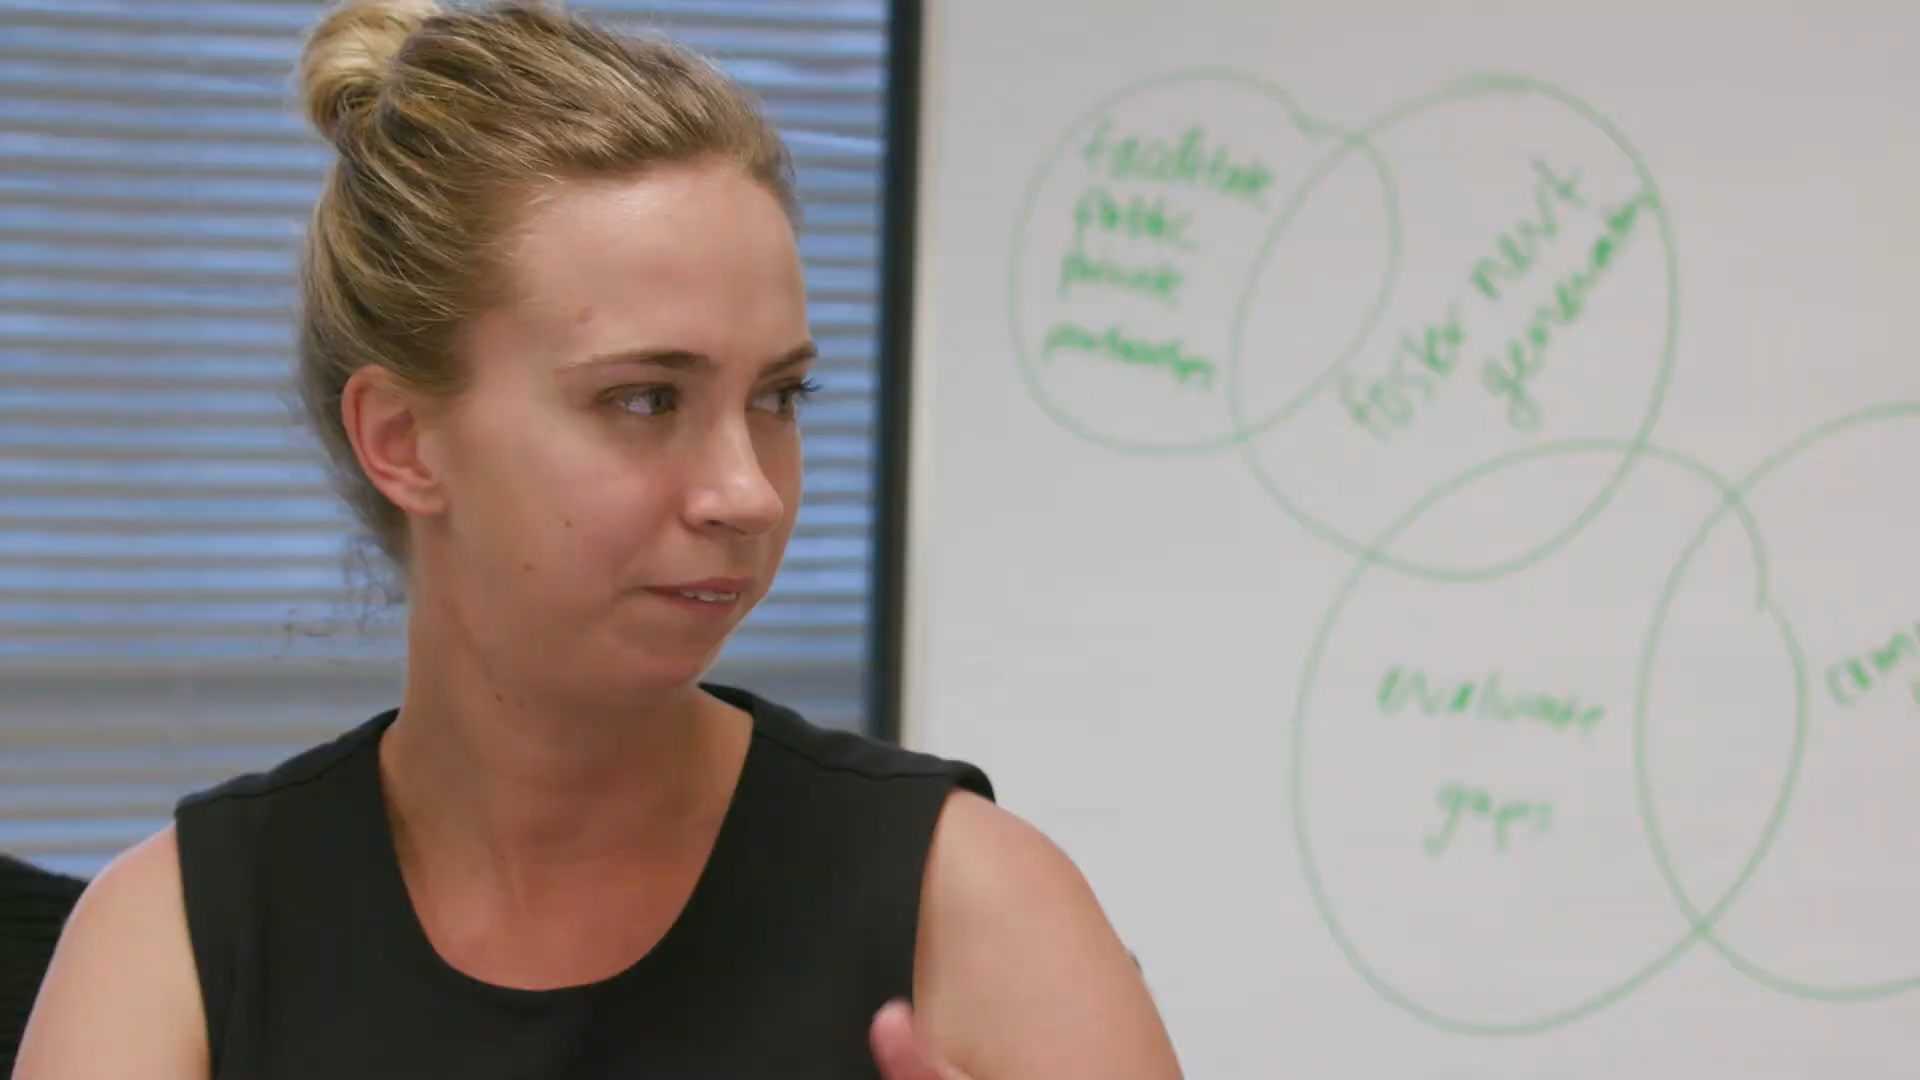 facilitate
public
private
partnerships
foster next
generation
evaluate
gaps